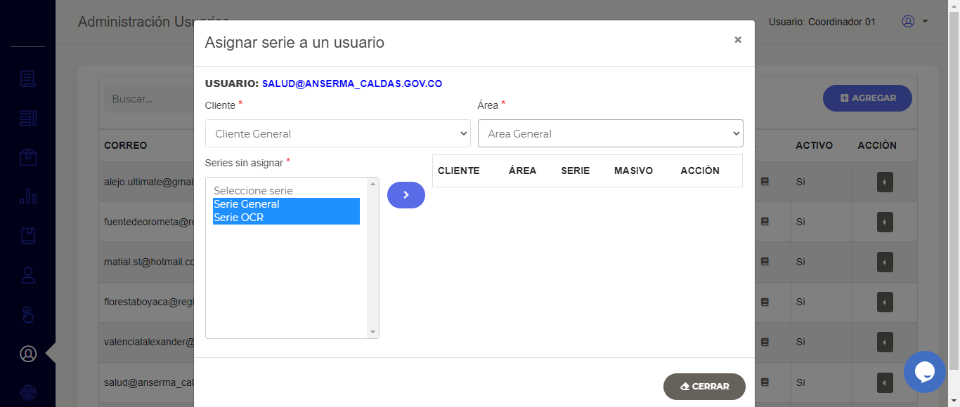 Administración Usuarios
Usuario: Coordinador 01
Asignar serie a un usuario
×
USUARIO: SALUD@ANSERMA_CALDAS.GOV.CO
Cliente *
Área *
Cliente General
Area General
Series sin asignar *
Seleccione serie
Serie General
Serie OCR
CLIENTE ÁREA SERIE MASIVO ACCIÓN
CERRAR
Buscar...
AGREGAR
CORREO
ACTIVO ACCIÓN
alejo.ultimate@gmai
Si
fuentedeorometa@re
Si
matial.st@hotmail.co
Si
florestaboyaca@regi
Si
valencialalexander@
Si
salud@anserma_cal
Si